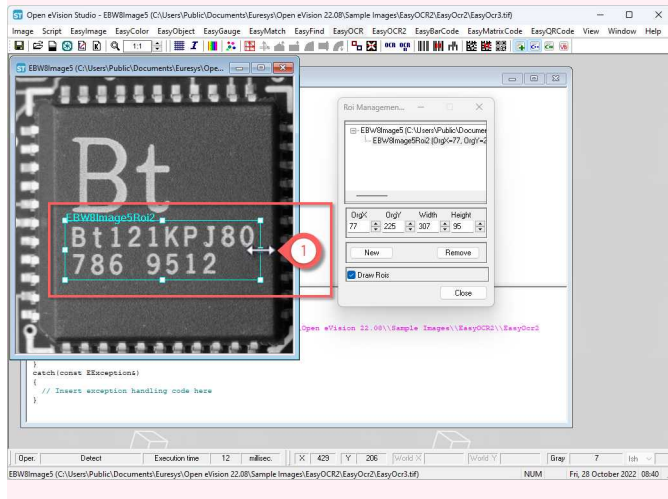 Open eVision Studio - EBW8Image5 (C:\Users\Public\Documents\Euresys\Open eVision 22.08\Sample Images\EasyOCR2\EasyOcr2\EasyOcr3.tif)
Image Script EasyImage EasyColor EasyObject EasyGauge EasyMatch EasyFind EasyOCR EasyOCR2 EasyBarCode EasyMatrixCode EasyQRCode View Window Help
1:1
EBW8Image5 (C:\Users\Public\Documents\Euresys\Ope...
Bt
EBW8Image5Roi2
Bt121KPJ80
786 9512
1
Roi Managemen...
EBW8Image5 (C:\Users\Public\Documen
EBW8Image5Roi2 (OrgX=77, OrgY=2
OrgX OrgY Width Height
77 225 307 95
New Remove
Draw Rois
Close
Open eVision 22.08\\Sample Images\\EasyOCR2\\EasyOcr2
}
catch(const EException&)
{
// Insert exception handling code here
}
Oper. Detect Execution time 12 millisec. X 429 Y 206 World X World Y Gray 7
EBW8Image5 (C:\Users\Public\Documents\Euresys\Open eVision 22.08\Sample Images\EasyOCR2\EasyOcr2\EasyOcr3.tif) NUM Fri, 28 October 2022 08:40